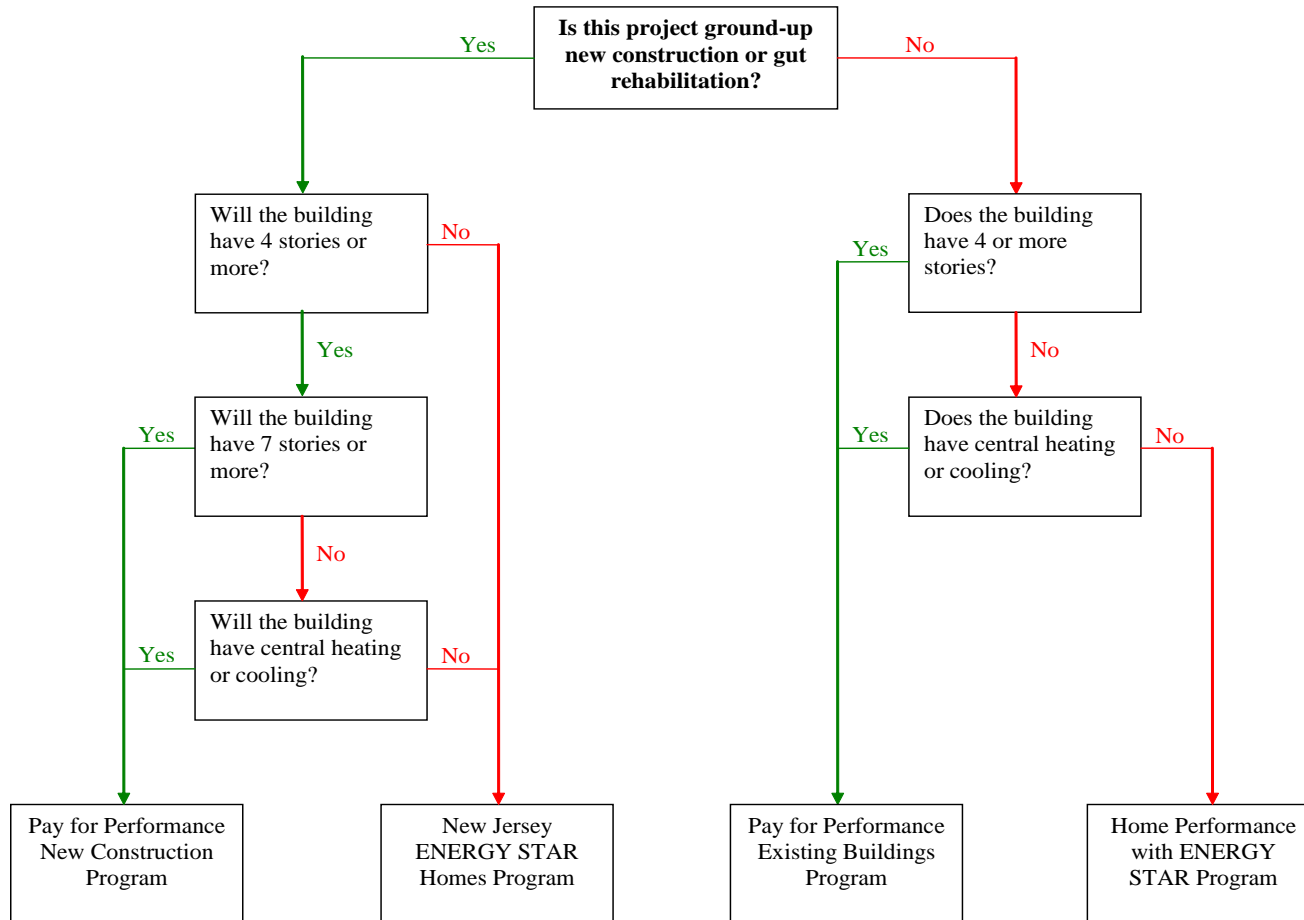 Is this project ground-up
new construction or gut
rehabilitation?
Yes
No
Will the building
have 4 stories or
more?
No
Does the building
have 4 or more
stories?
Yes
Yes
No
Will the building
have 7 stories or
more?
Yes
Does the building
have central heating
or cooling?
Yes
No
No
Will the building
have central heating
or cooling?
Yes
No
Pay for Performance
New Construction
Program
New Jersey
ENERGY STAR
Homes Program
Pay for Performance
Existing Buildings
Program
Home Performance
with ENERGY
STAR Program